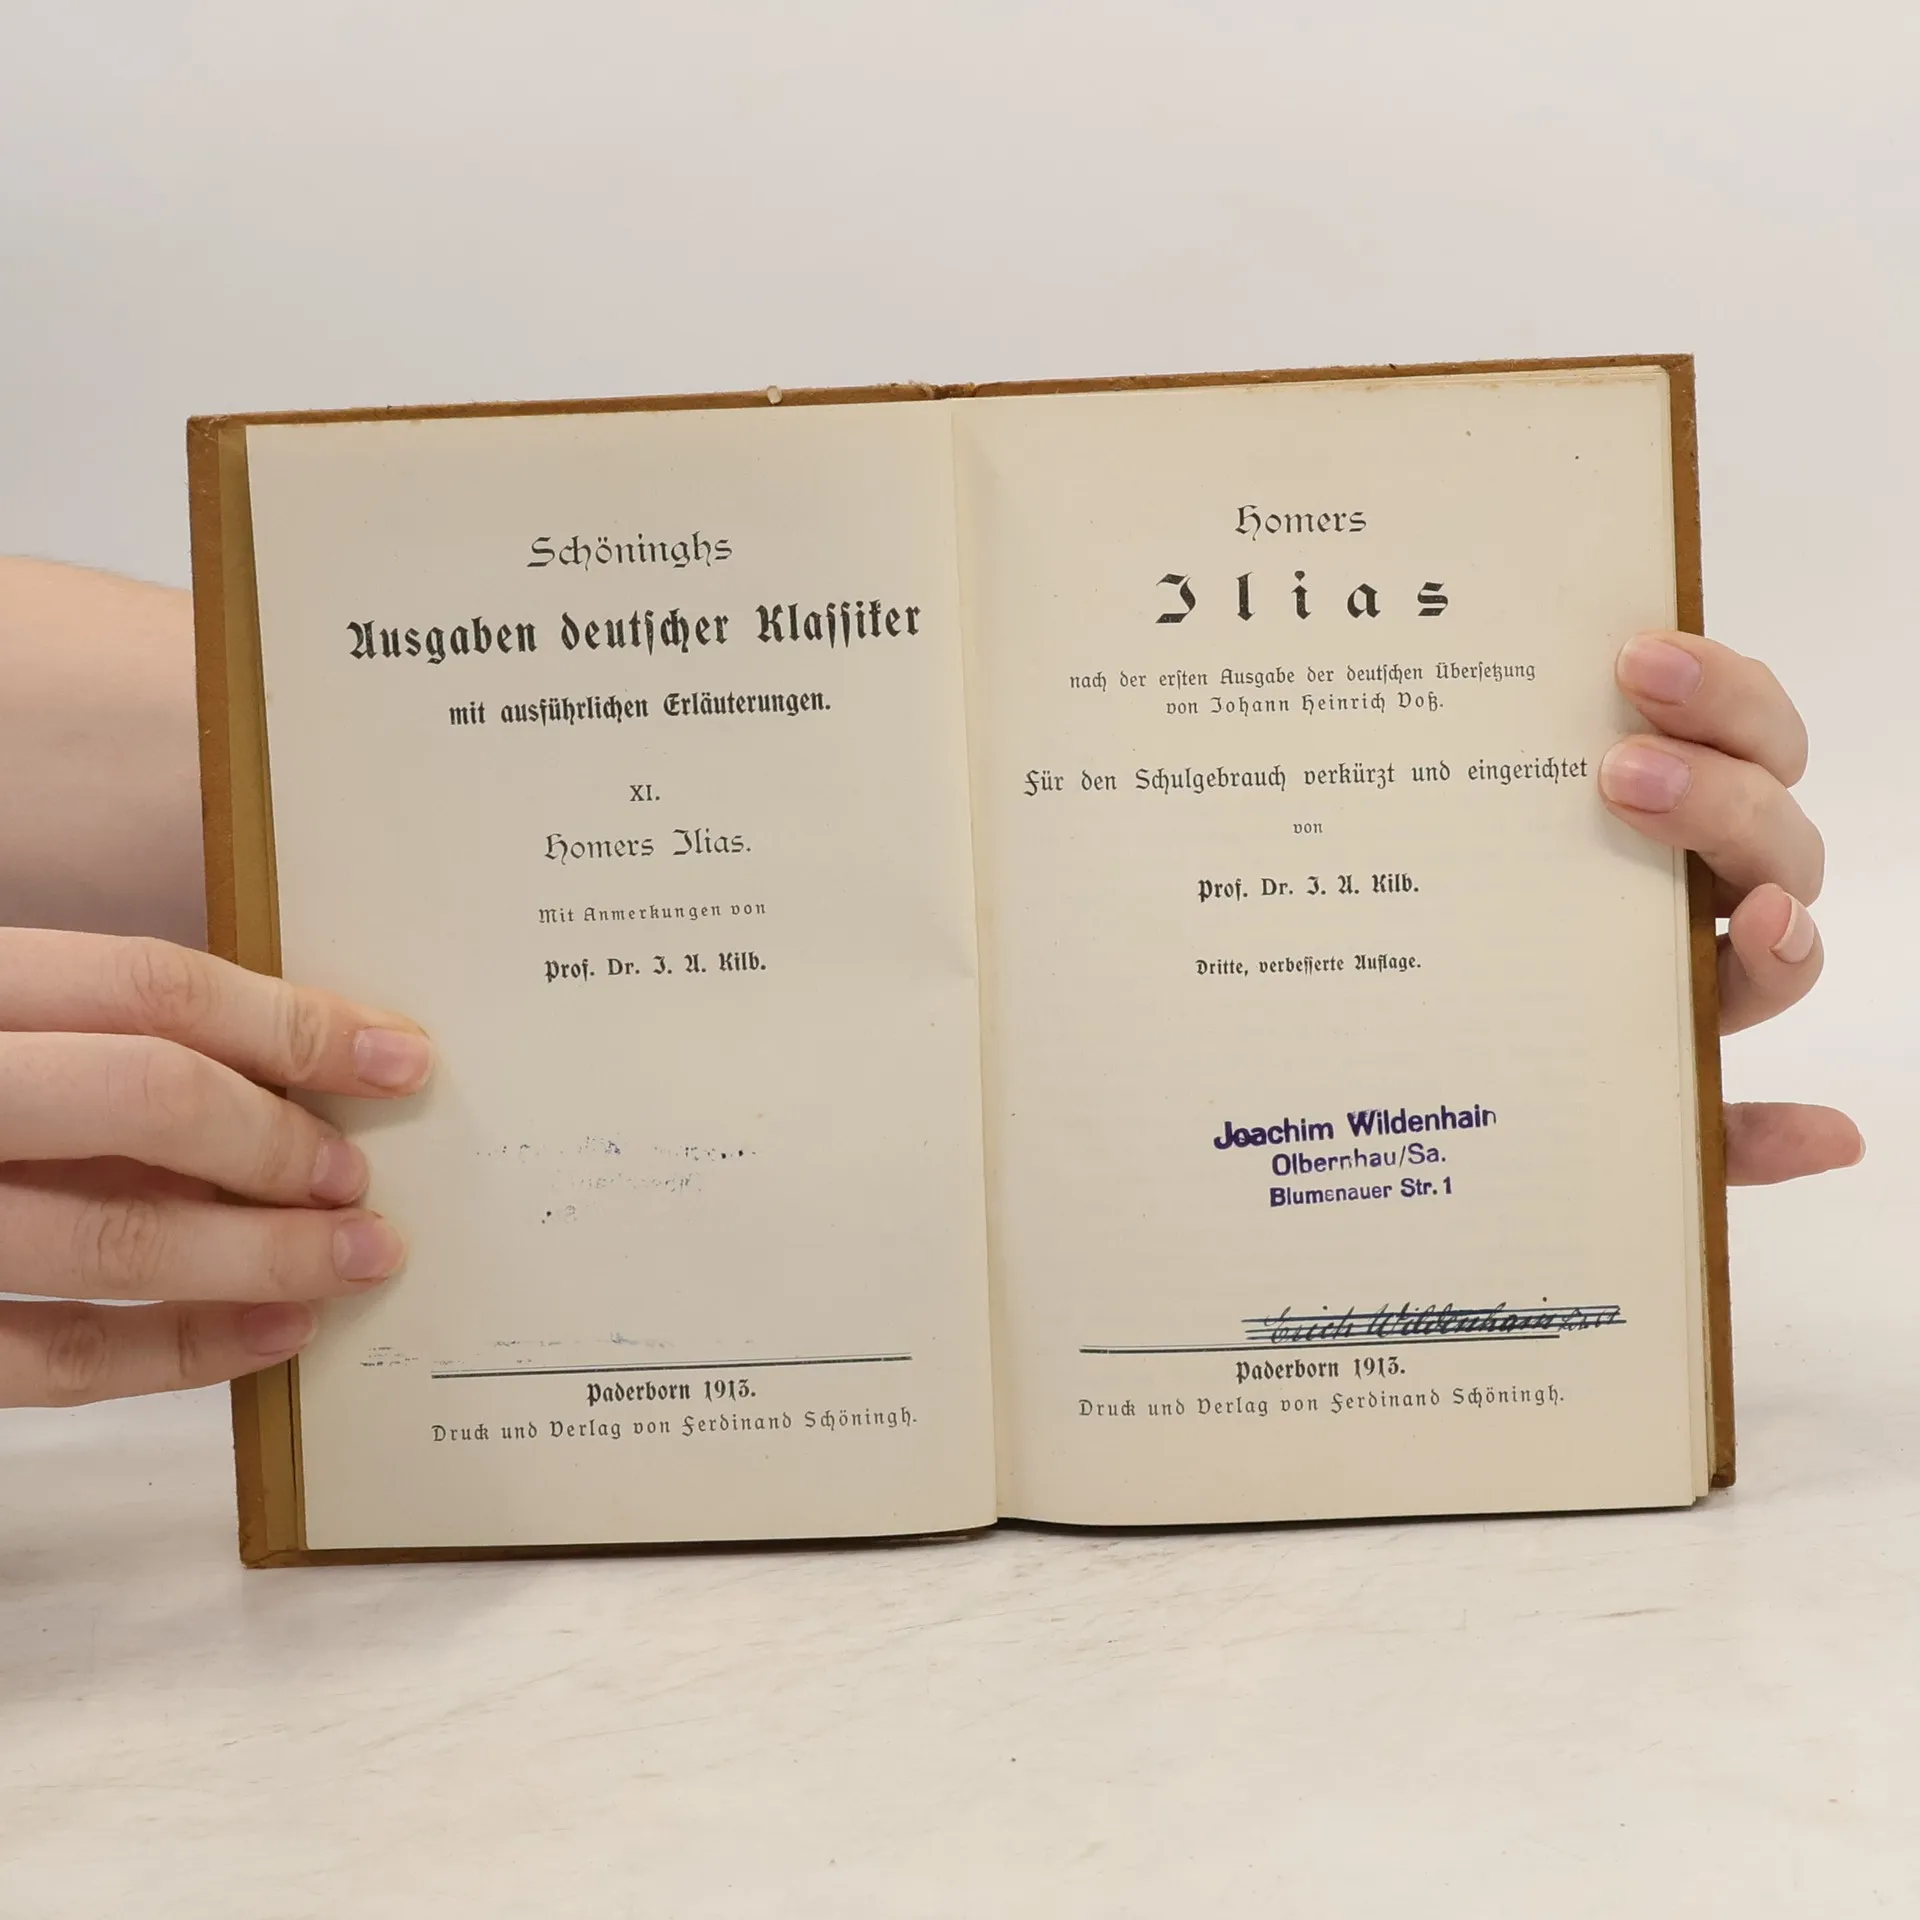 Schöninghs
Ausgaben deutscher Klassiker
mit ausführlichen Erläuterungen.
XI.
Homers Ilias.
Mit Anmerkungen von
Prof. Dr. J. A. Kilb.
Paderborn 1913.
Druck und Verlag von Ferdinand Schöningh.
Homers
Ilias
nach der ersten Ausgabe der deutschen Übersetzung
von Johann Heinrich Voß.
Für den Schulgebrauch verkürzt und eingerichtet
von
Prof. Dr. J. A. Kilb.
Dritte, verbesserte Auflage.
Joachim Wildenhain
Olbernhau/Sa.
Blumenauer Str. 1
Erich Wildenhain
Paderborn 1913.
Druck und Verlag von Ferdinand Schöningh.